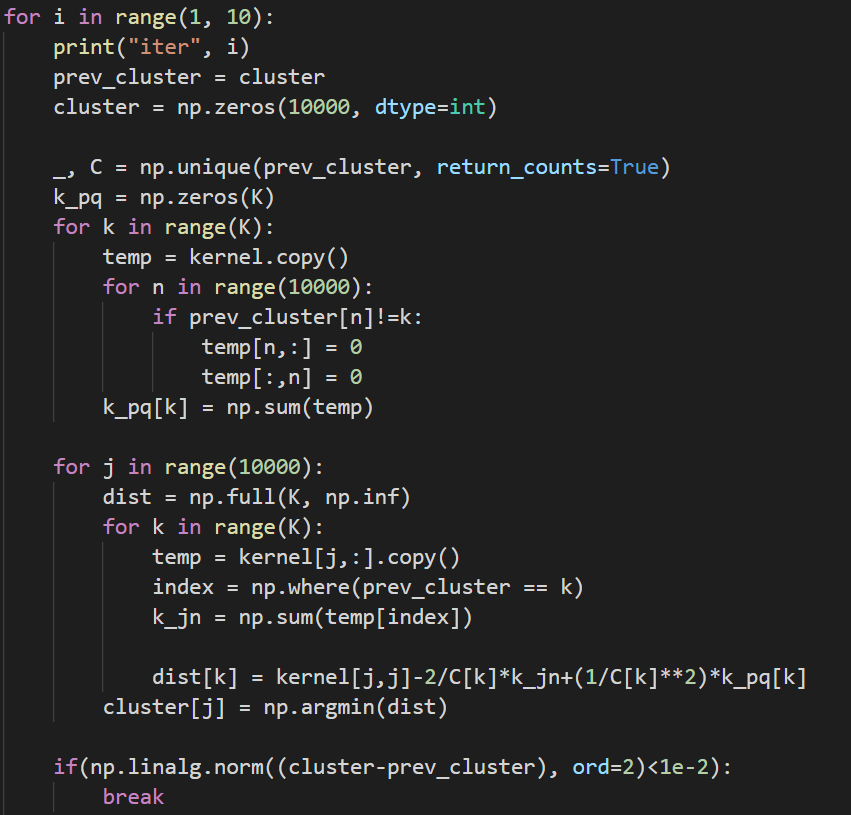 for i in range(1, 10):
    print("iter", i)
    prev_cluster = cluster
    cluster = np.zeros(10000, dtype=int)
    _, C = np.unique(prev_cluster, return_counts=True)
    k_pq = np.zeros(K)
    for k in range(K):
        temp = kernel.copy()
        for n in range(10000):
            if prev_cluster[n]!=k:
                temp[n,:] = 0
                temp[:,n] = 0
        k_pq[k] = np.sum(temp)
    for j in range(10000):
        dist = np.full(K, np.inf)
        for k in range(K):
            temp = kernel[j,:].copy()
            index = np.where(prev_cluster == k)
            k_jn = np.sum(temp[index])
            dist[k] = kernel[j,j]-2/C[k]*k_jn+(1/C[k]**2)*k_pq[k]
        cluster[j] = np.argmin(dist)
    if(np.linalg.norm((cluster-prev_cluster), ord=2)<1e-2):
        break